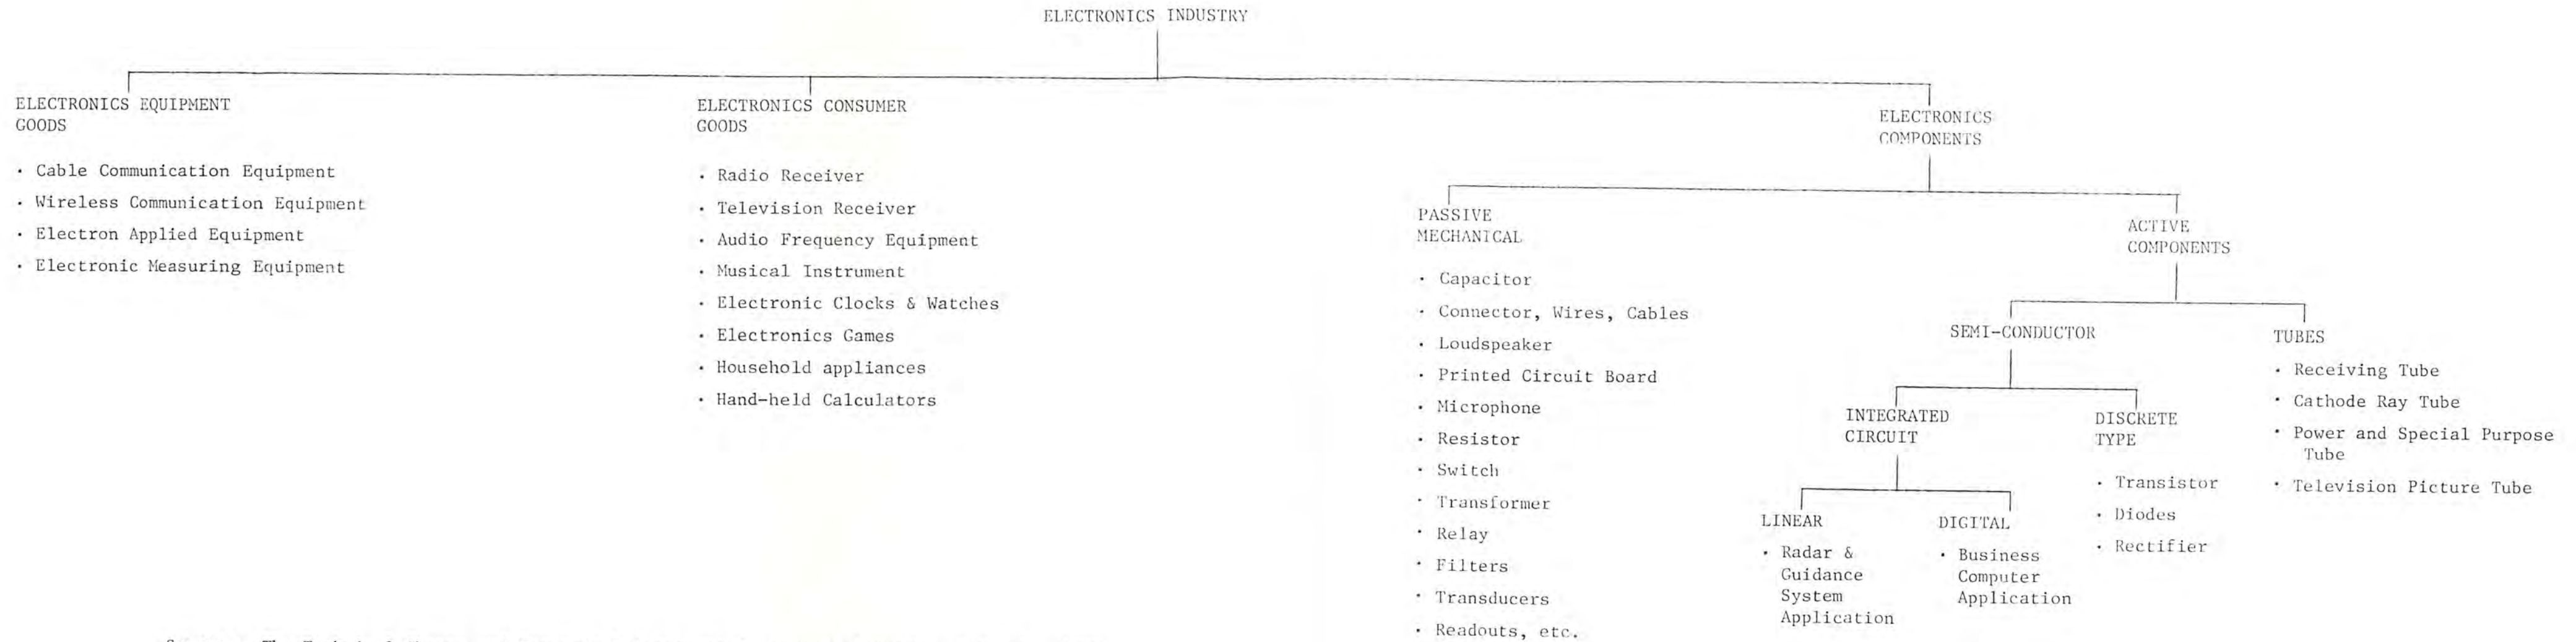 ELECTRONICS INDUSTRY
ELECTRONICS EQUIPMENT
GOODS
· Cable Communication Equipment
· Wireless Communication Equipment
· Electron Applied Equipment
· Electronic Measuring Equipment
ELECTRONICS CONSUMER
GOODS
· Radio Receiver
· Television Receiver
· Audio Frequency Equipment
· Musical Instrument
· Electronic Clocks & Watches
· Electronics Games
· Household appliances
· Hand-held Calculators
ELECTRONICS
COMPONENTS
PASSIVE
MECHANICAL
· Capacitor
· Connector, Wires, Cables
· Loudspeaker
· Printed Circuit Board
· Microphone
· Resistor
· Switch
· Transformer
· Relay
· Filters
· Transducers
· Readouts, etc.
ACTIVE
COMPONENTS
SEMI-CONDUCTOR
INTEGRATED
CIRCUIT
LINEAR
· Radar &
Guidance
System
Application
DIGITAL
· Business
Computer
Application
DISCRETE
TYPE
· Transistor
· Diodes
· Rectifier
TUBES
· Receiving Tube
· Cathode Ray Tube
· Power and Special Purpose
Tube
· Television Picture Tube